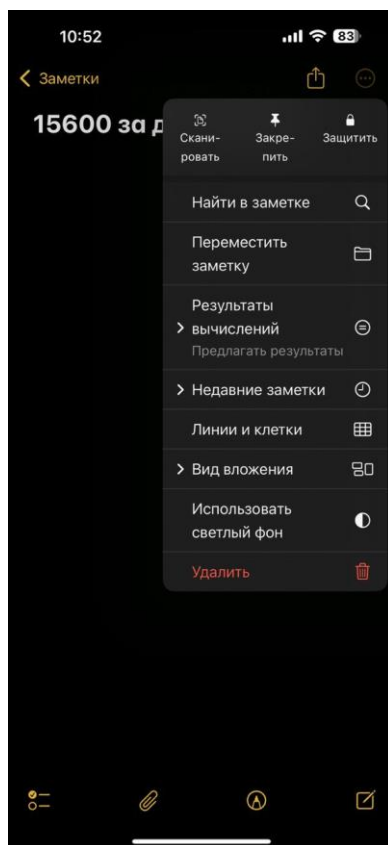 10:52
83
Заметки
15600 за д
Скани-
ровать
Закре-
пить
Защитить
Найти в заметке
Переместить
заметку
Результаты
вычислений
Предлагать результаты
Недавние заметки
Линии и клетки
Вид вложения
Использовать
светлый фон
Удалить